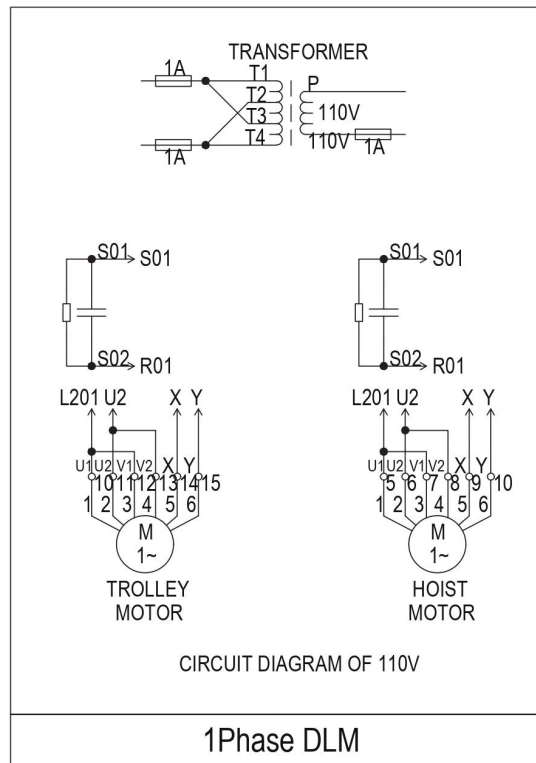 TRANSFORMER
1A T1 P
T2
T3 110V
1A T4 110V 1A
S01 S01 S01 S01
S02 R01 S02 R01
L201 U2 X Y L201 U2 X Y
U1 U2 V1 V2 X Y U1 U2 V1 V2 X Y
10 11 12 13 14 15 5 6 7 8 9 10
1 2 3 4 5 6 1 2 3 4 5 6
M M
1~ 1~
TROLLEY HOIST
MOTOR MOTOR
CIRCUIT DIAGRAM OF 110V
1Phase DLM